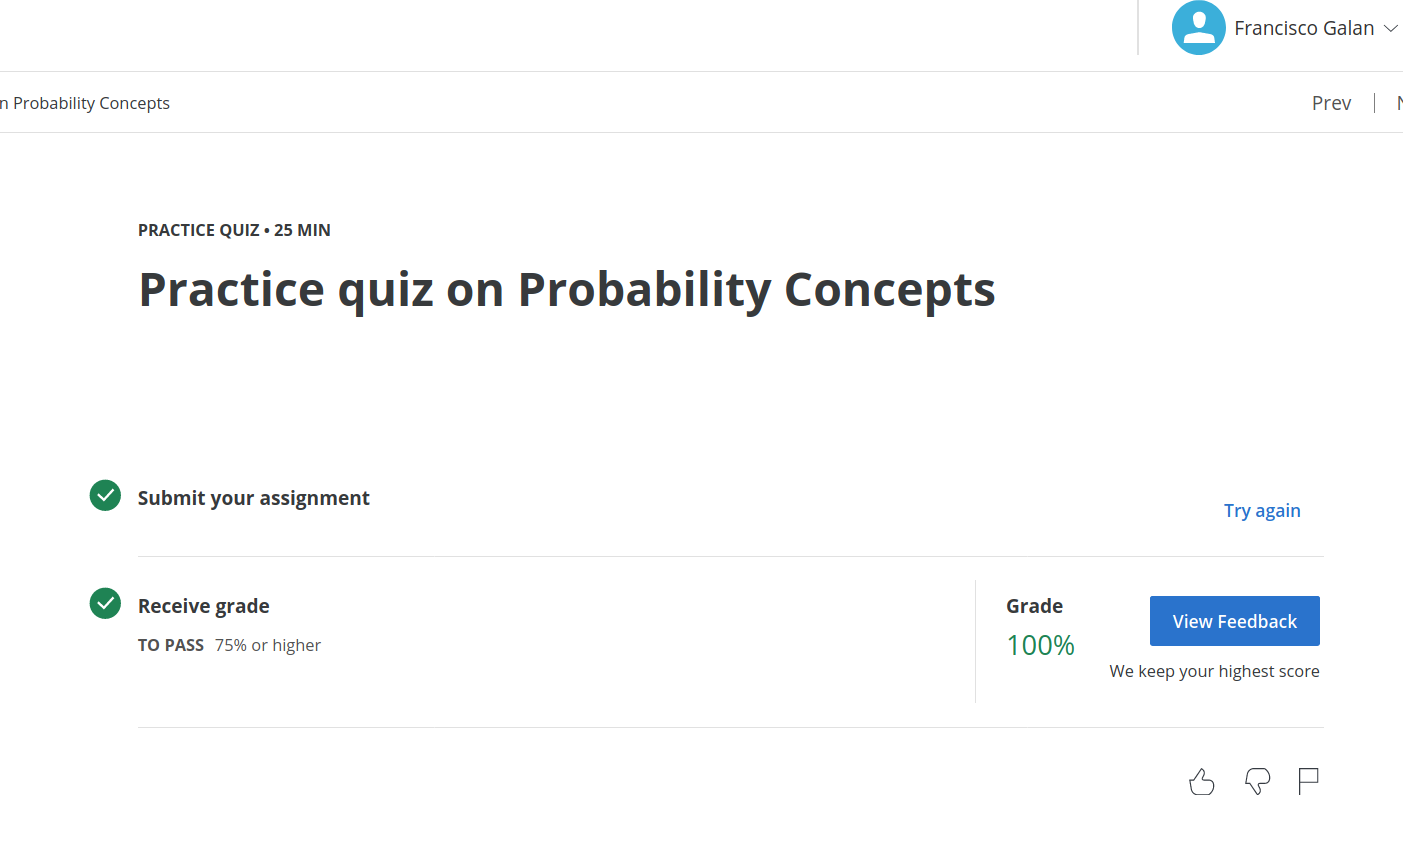 Francisco Galan
n Probability Concepts
Prev
PRACTICE QUIZ • 25 MIN
Practice quiz on Probability Concepts
Submit your assignment
Try again
Receive grade
TO PASS 75% or higher
Grade
100%
View Feedback
We keep your highest score